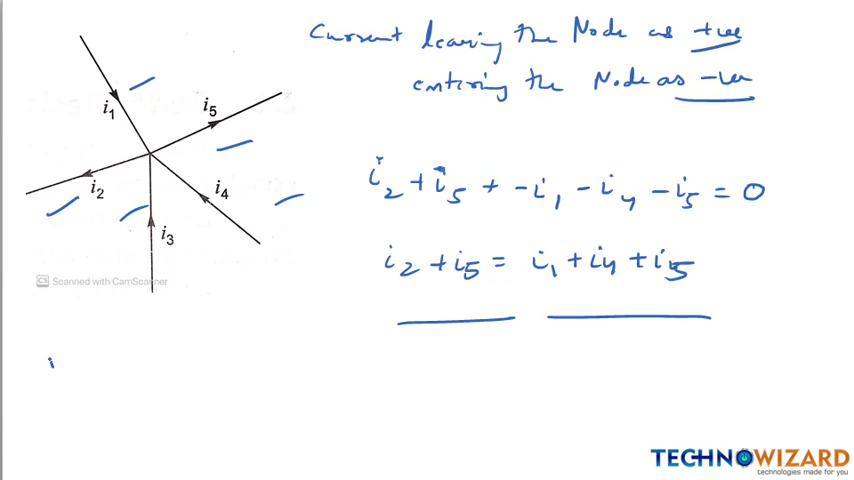 Current leaving the Node as +ve
entering the Node as -ve
i1
i5
i2
i4
i3
i2 + i5 + -i1 - i4 - i5 = 0
i2 + i5 = i1 + i4 + i5
CS Scanned with CamScanner
i
TECHNOWIZARD
technologies made for you